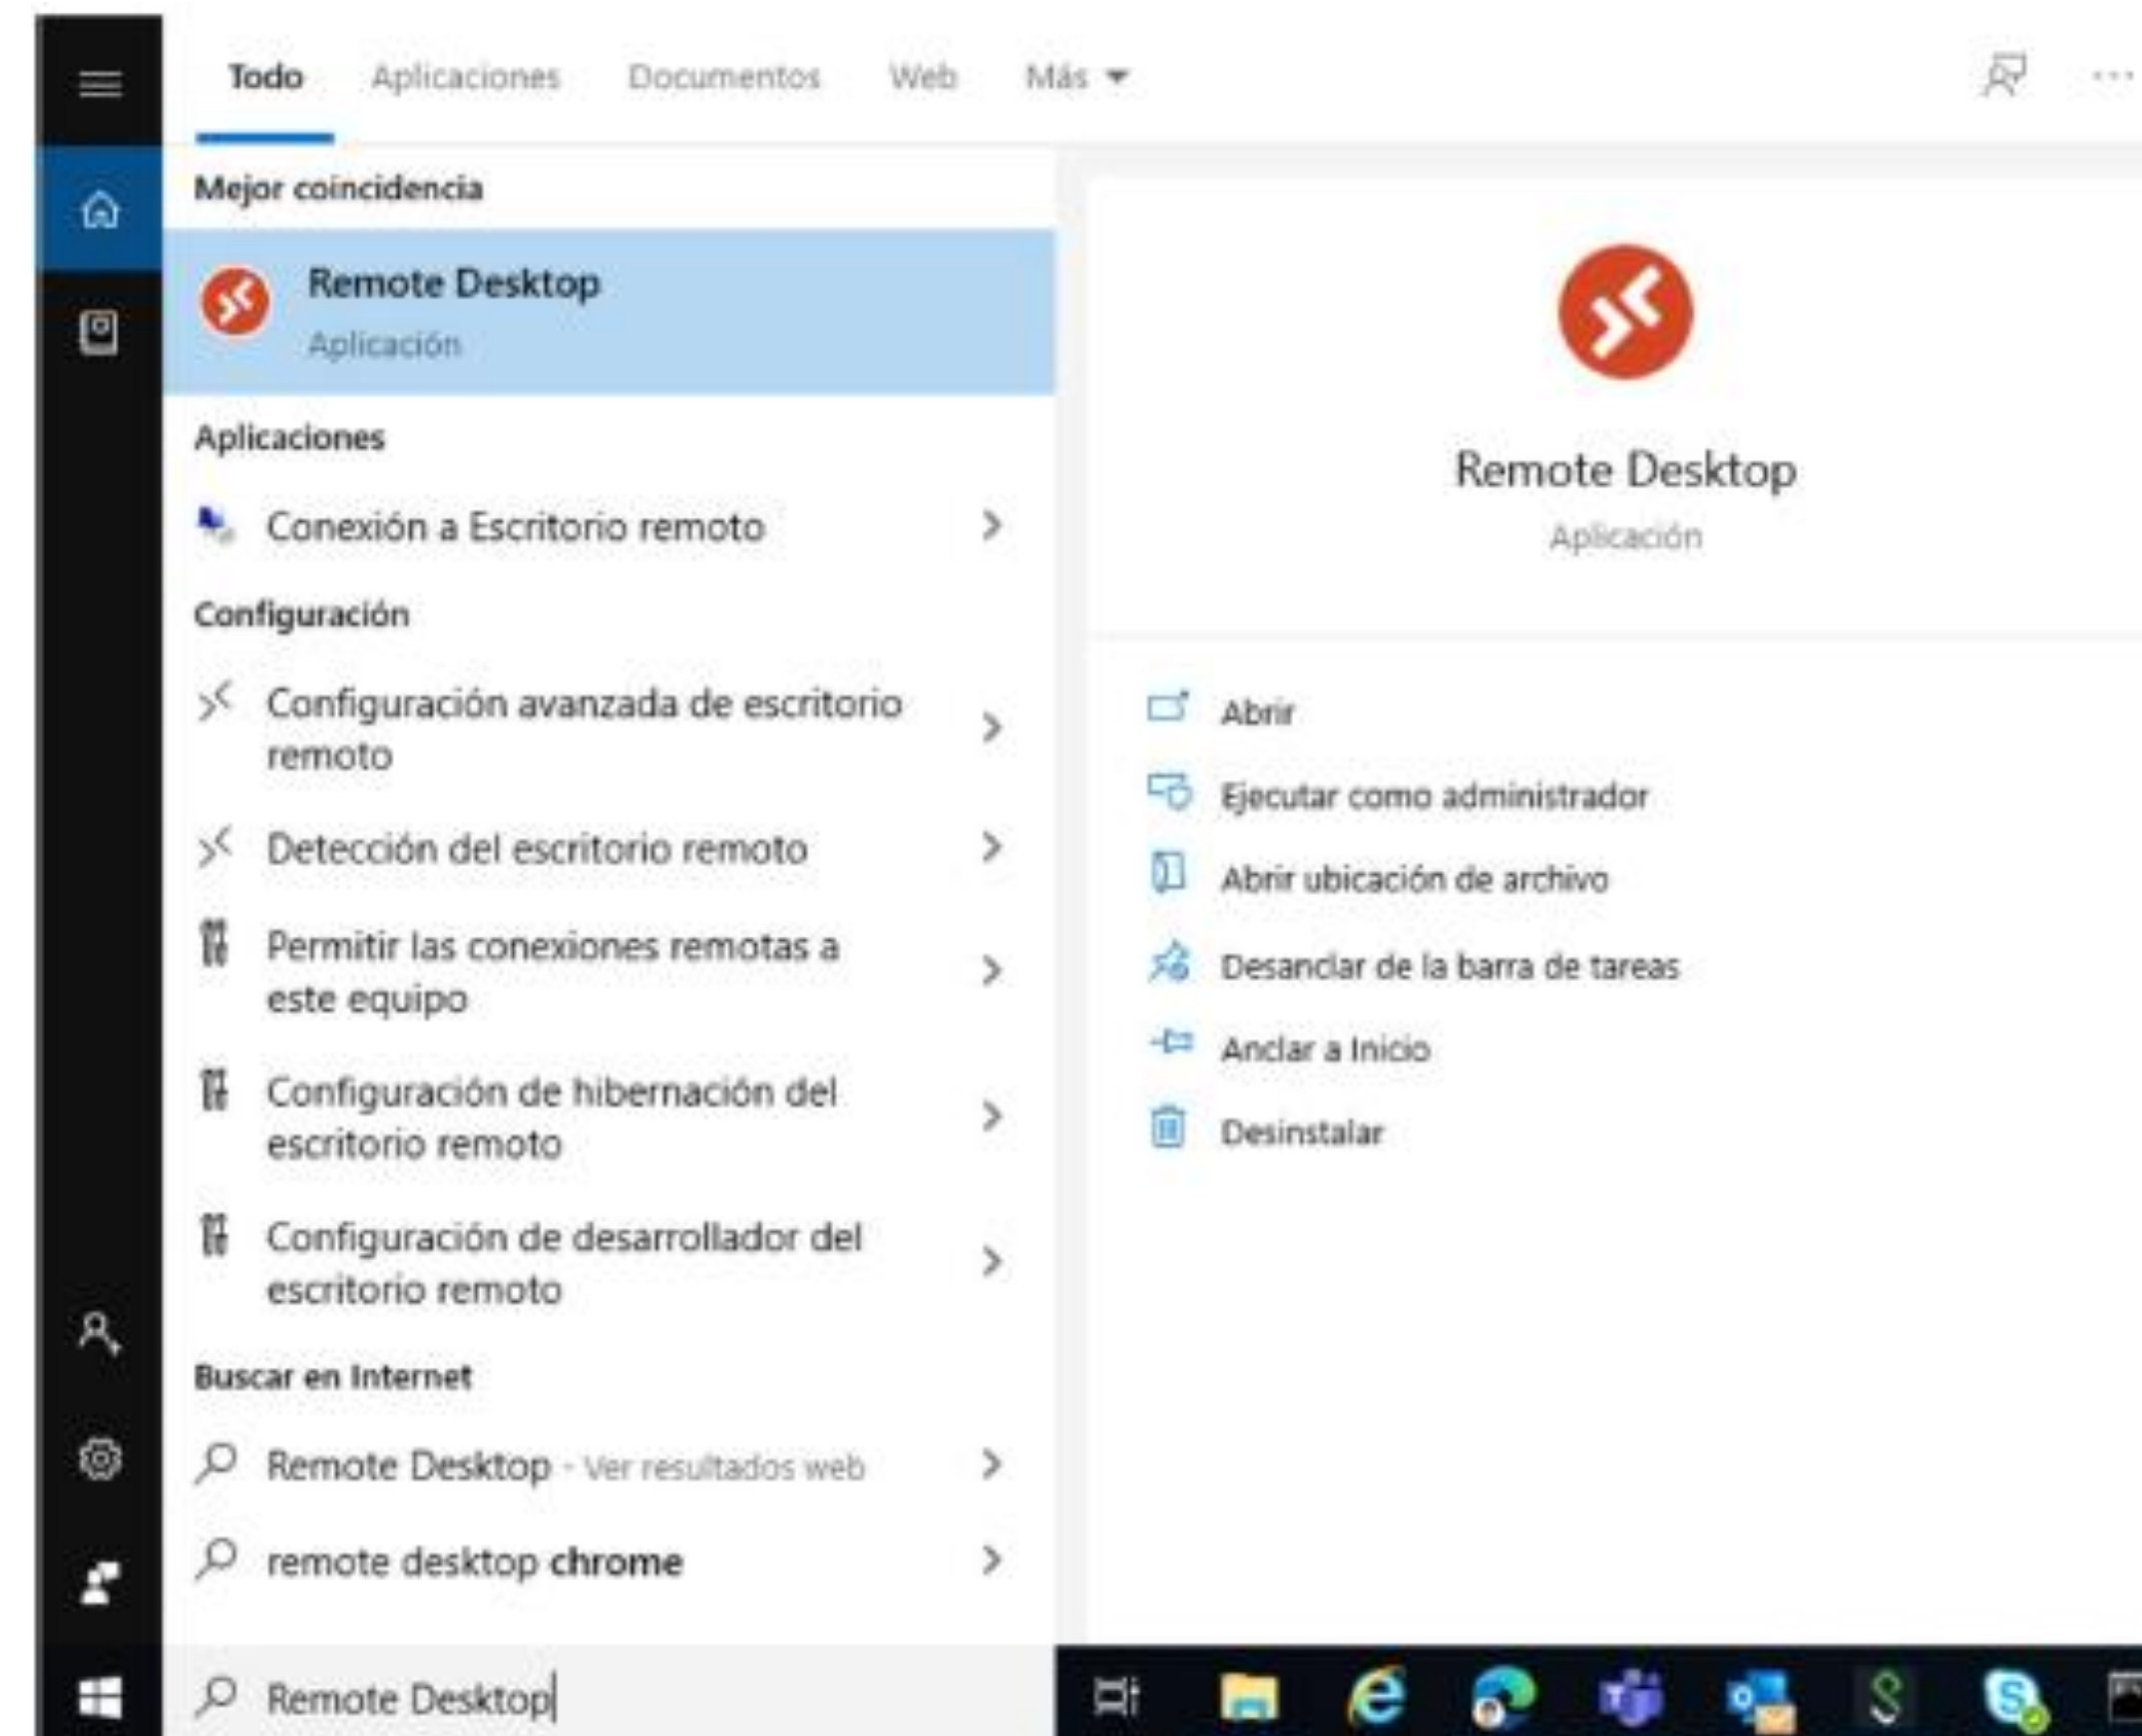 Todo Aplicaciones Documentos Web Más
Mejor coincidencia
Remote Desktop
Aplicación
Aplicaciones
Conexión a Escritorio remoto
Configuración
Configuración avanzada de escritorio
remoto
Detección del escritorio remoto
Permitir las conexiones remotas a
este equipo
Configuración de hibernación del
escritorio remoto
Configuración de desarrollador del
escritorio remoto
Buscar en Internet
Remote Desktop - Ver resultados web
remote desktop chrome
Remote Desktop
Remote Desktop
Aplicación
Abrir
Ejecutar como administrador
Abrir ubicación de archivo
Desanclar de la barra de tareas
Anclar a Inicio
Desinstalar